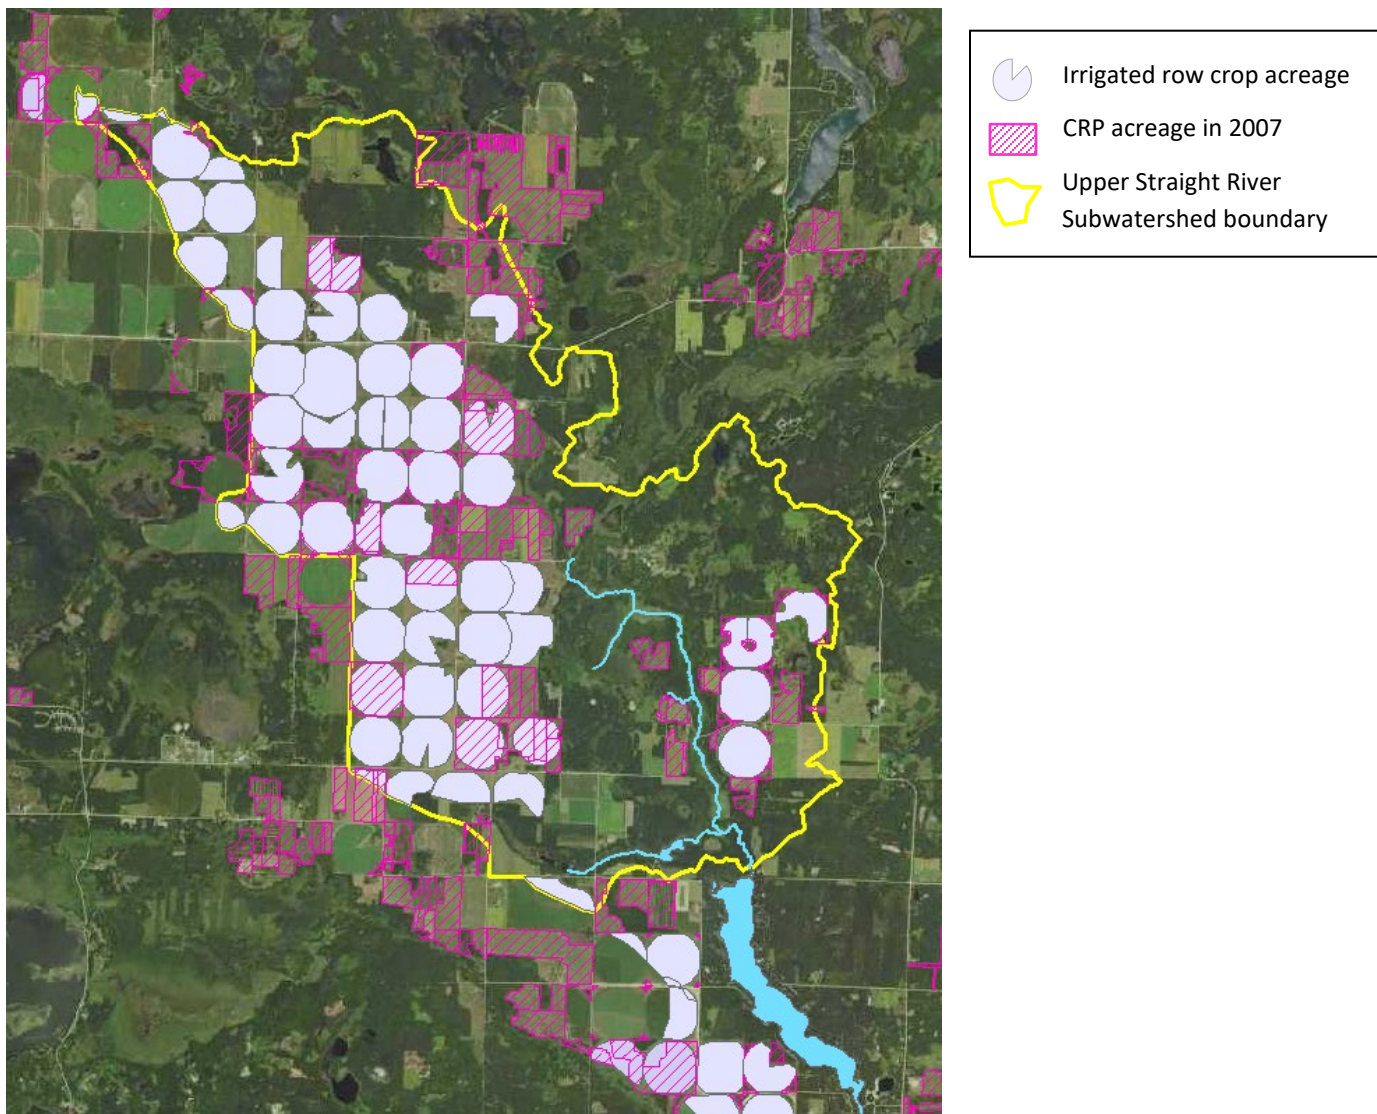 Irrigated row crop acreage
CRP acreage in 2007
Upper Straight River
Subwatershed boundary